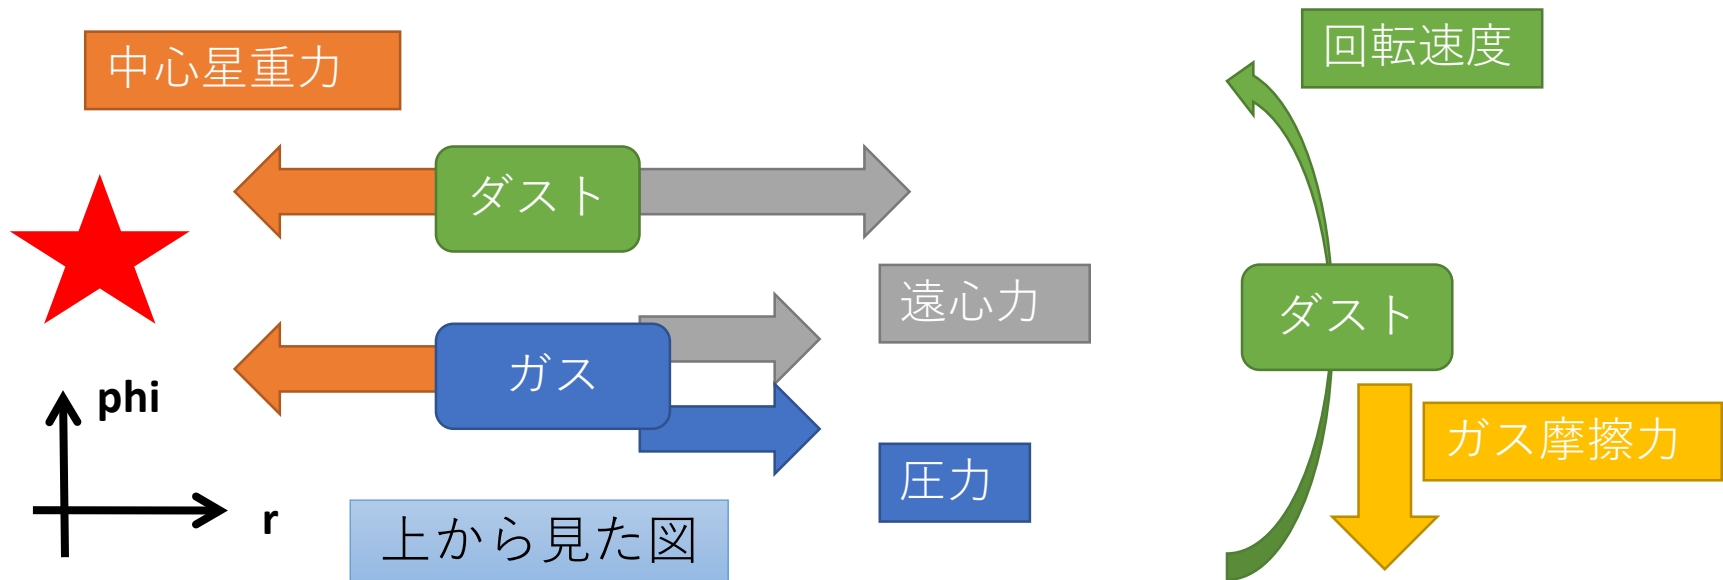 中心星重力
回転速度
ダスト
遠心力
ダスト
ガス
phi
ガス摩擦力
圧力
r
上から見た図